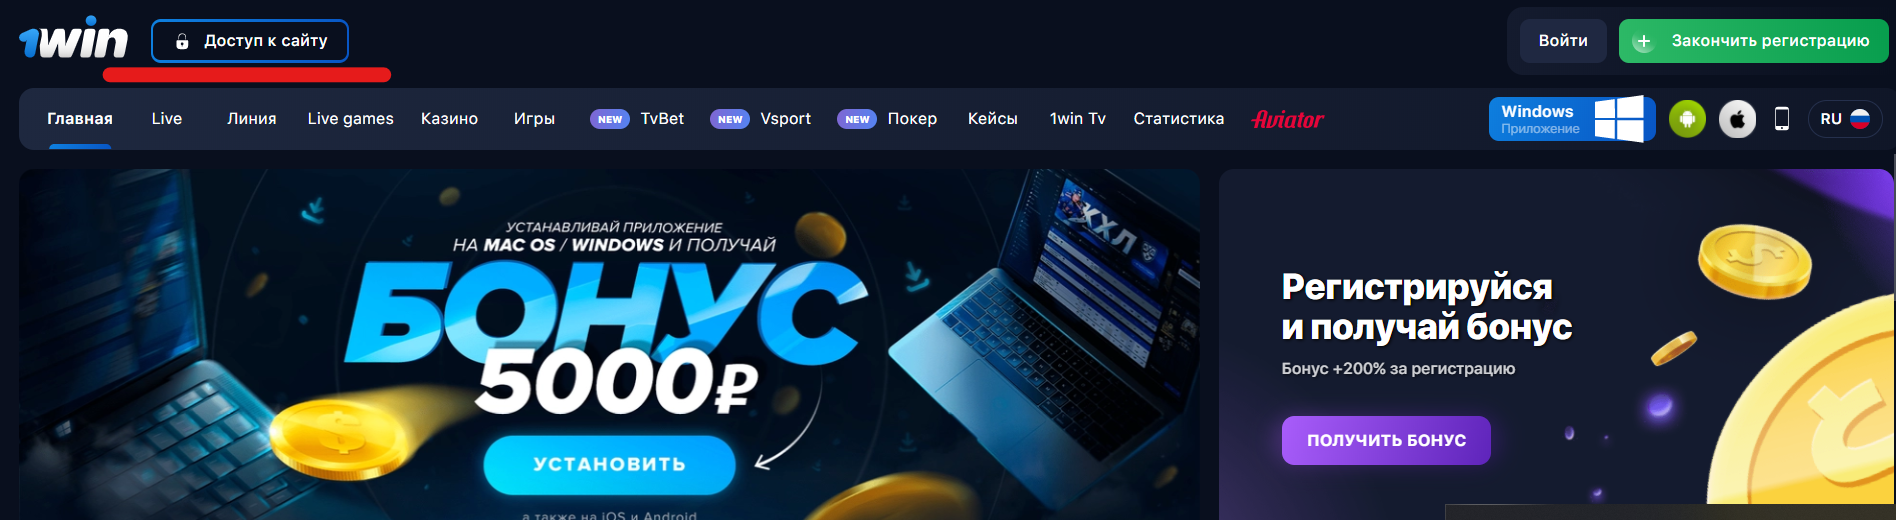 1win
Доступ к сайту
Войти
Закончить регистрацию
Главная
Live
Линия
Live games
Казино
Игры
NEW TvBet
NEW Vsport
NEW Покер
Кейсы
1win Tv
Статистика
Aviator
Windows
Приложение
RU
УСТАНАВЛИВАЙ ПРИЛОЖЕНИЕ
НА MAC OS / WINDOWS И ПОЛУЧАЙ
БОНУС
5000₽
УСТАНОВИТЬ
а также на iOS и Android
КХЛ
Регистрируйся
и получай бонус
Бонус +200% за регистрацию
ПОЛУЧИТЬ БОНУС